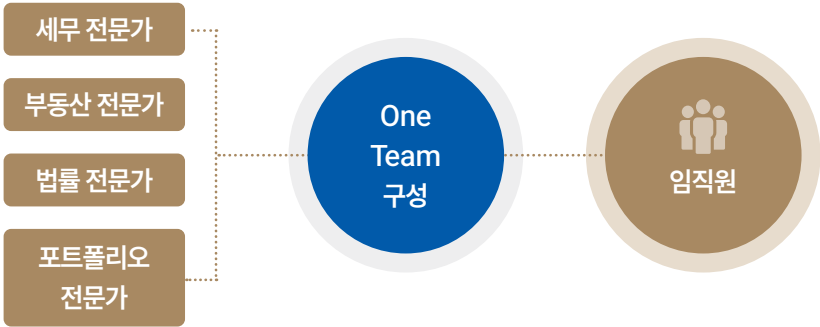 세무 전문가
부동산 전문가
법률 전문가
포트폴리오
전문가
One
Team
구성
임직원